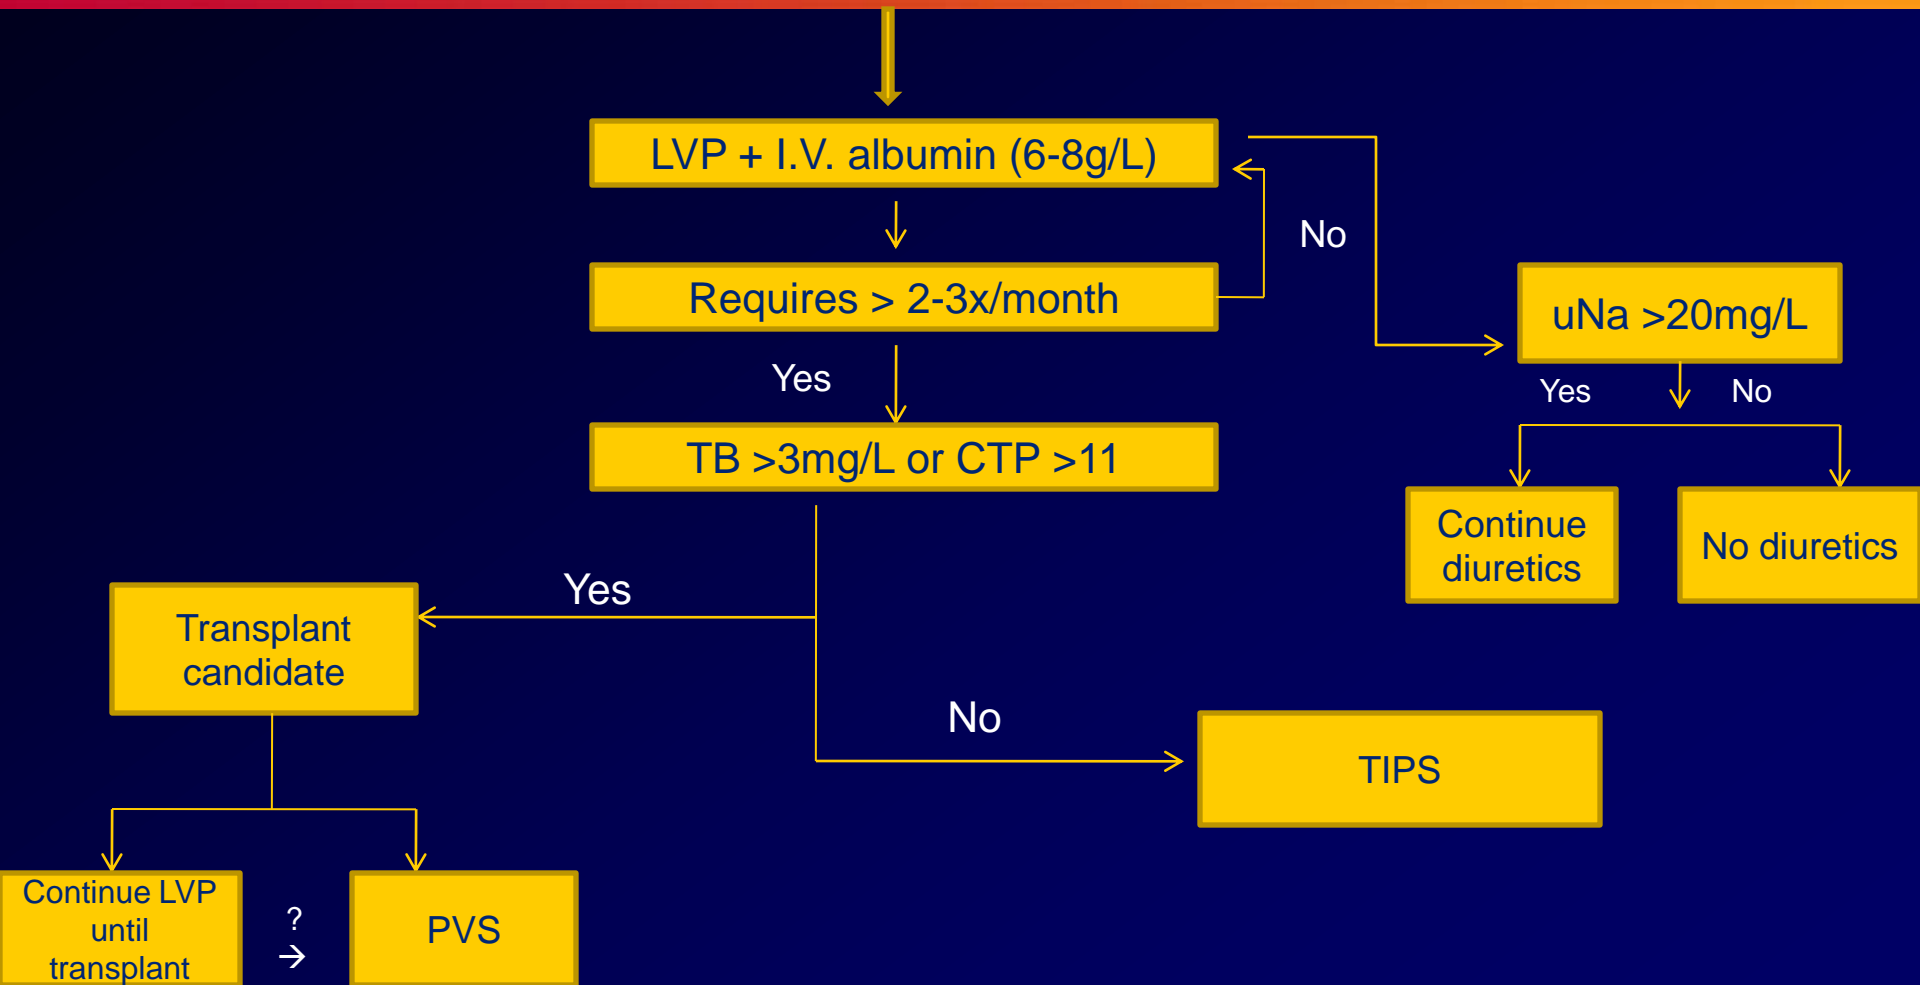 LVP + I.V. albumin (6-8g/L)
No
Requires > 2-3x/month
uNa >20mg/L
Yes
Yes
No
TB >3mg/L or CTP >11
Continue
diuretics
No diuretics
Yes
Transplant
candidate
No
TIPS
Continue LVP
until
transplant
?
→
PVS